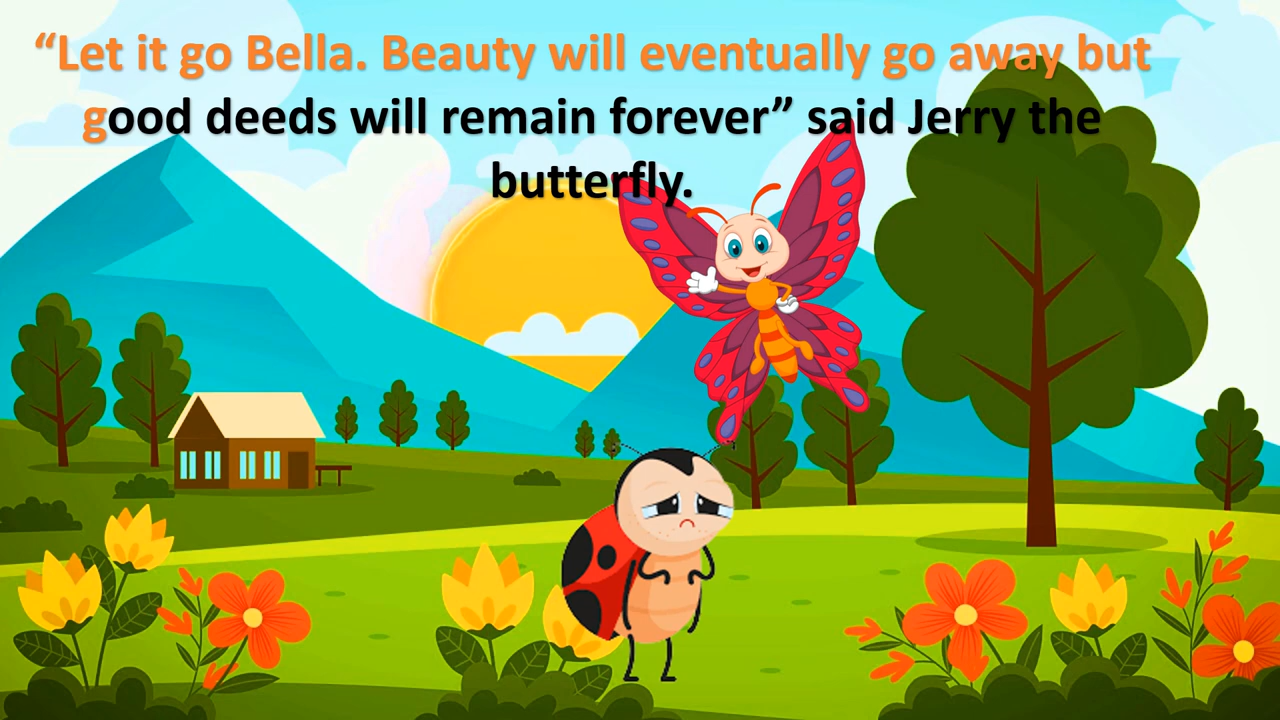 “Let it go Bella. Beauty will eventually go away but
good deeds will remain forever” said Jerry the
butterfly.